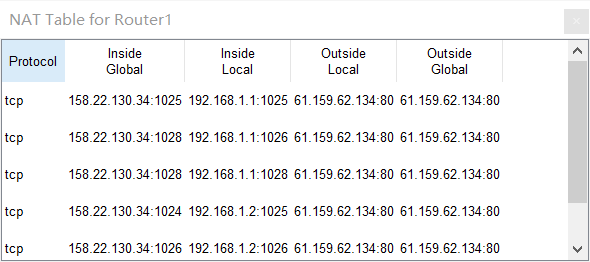 NAT Table for Router1
Protocol Inside Global Inside Local Outside Local Outside Global
tcp 158.22.130.34:1025 192.168.1.1:1025 61.159.62.134:80 61.159.62.134:80
tcp 158.22.130.34:1028 192.168.1.1:1026 61.159.62.134:80 61.159.62.134:80
tcp 158.22.130.34:1028 192.168.1.1:1028 61.159.62.134:80 61.159.62.134:80
tcp 158.22.130.34:1024 192.168.1.2:1025 61.159.62.134:80 61.159.62.134:80
tcp 158.22.130.34:1026 192.168.1.2:1026 61.159.62.134:80 61.159.62.134:80